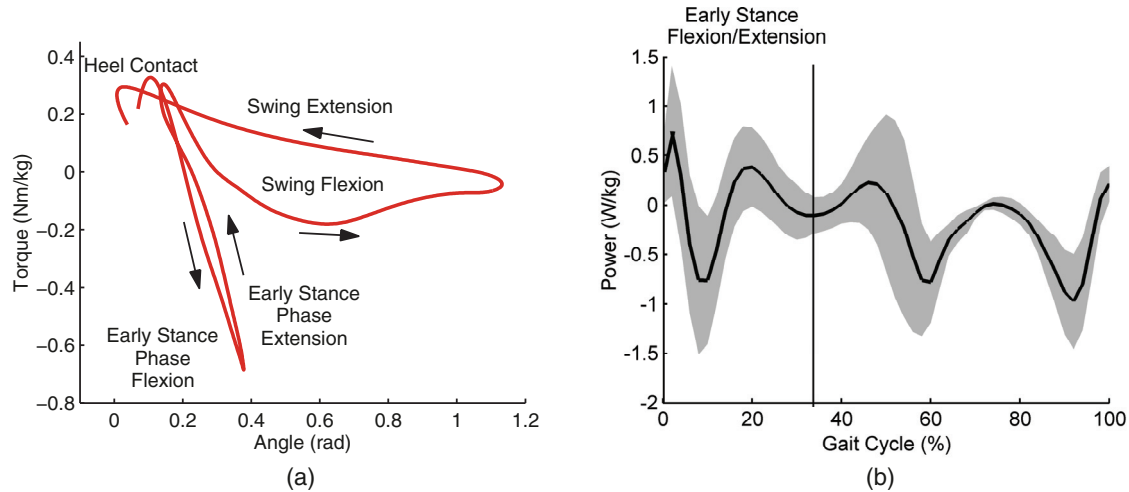 Heel Contact
Swing Extension
Swing Flexion
Early Stance
Phase
Extension
Early Stance
Phase
Flexion
Torque (Nm/kg)
0.4
0.2
0
−0.2
−0.4
−0.6
−0.8
0
0.2
0.4
0.6
0.8
1
1.2
Angle (rad)
(a)
Early Stance
Flexion/Extension
Power (W/kg)
1.5
1
0.5
0
-0.5
-1
-1.5
-2
0
20
40
60
80
100
Gait Cycle (%)
(b)